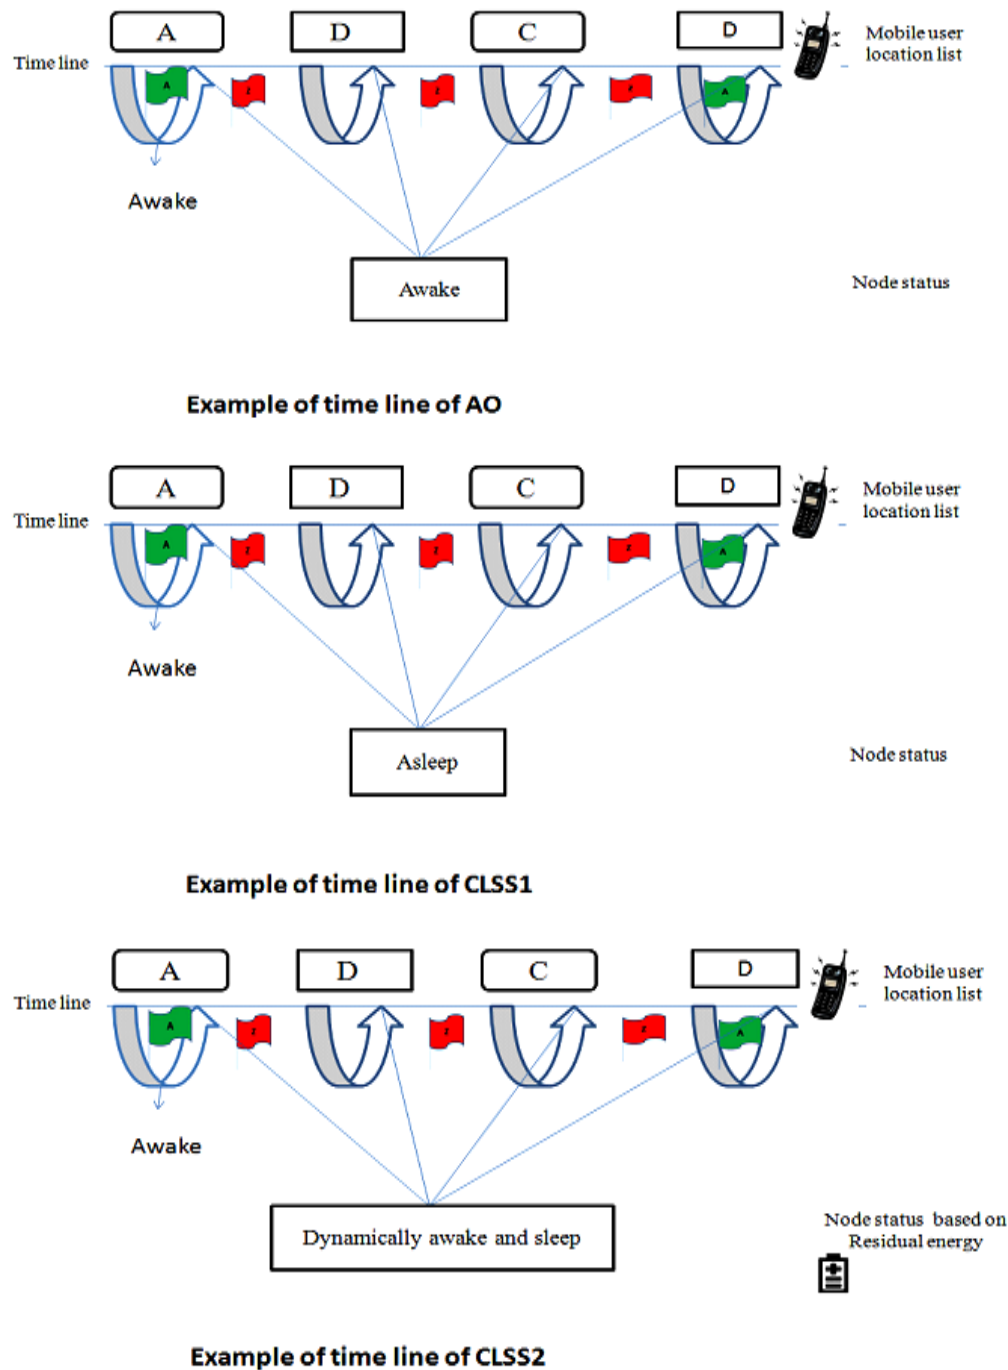 A
D
C
D
Mobile user
location list
Time line
A
z
z
z
A
Awake
Awake
Node status
Example of time line of AO
A
D
C
D
Mobile user
location list
Time line
A
z
z
z
A
Awake
Asleep
Node status
Example of time line of CLSS1
A
D
C
D
Mobile user
location list
Time line
A
z
z
z
A
Awake
Dynamically awake and sleep
Node status based on
Residual energy
Example of time line of CLSS2